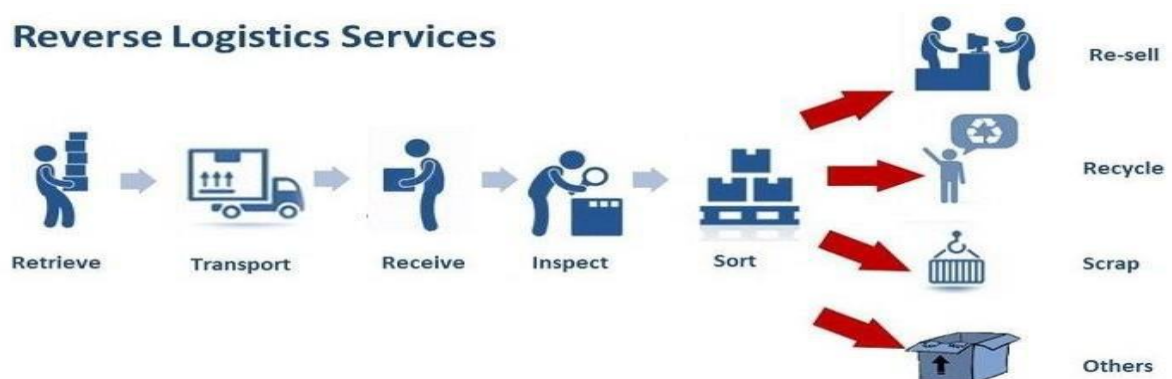 Reverse Logistics Services
Retrieve
Transport
Receive
Inspect
Sort
Re-sell
Recycle
Scrap
Others